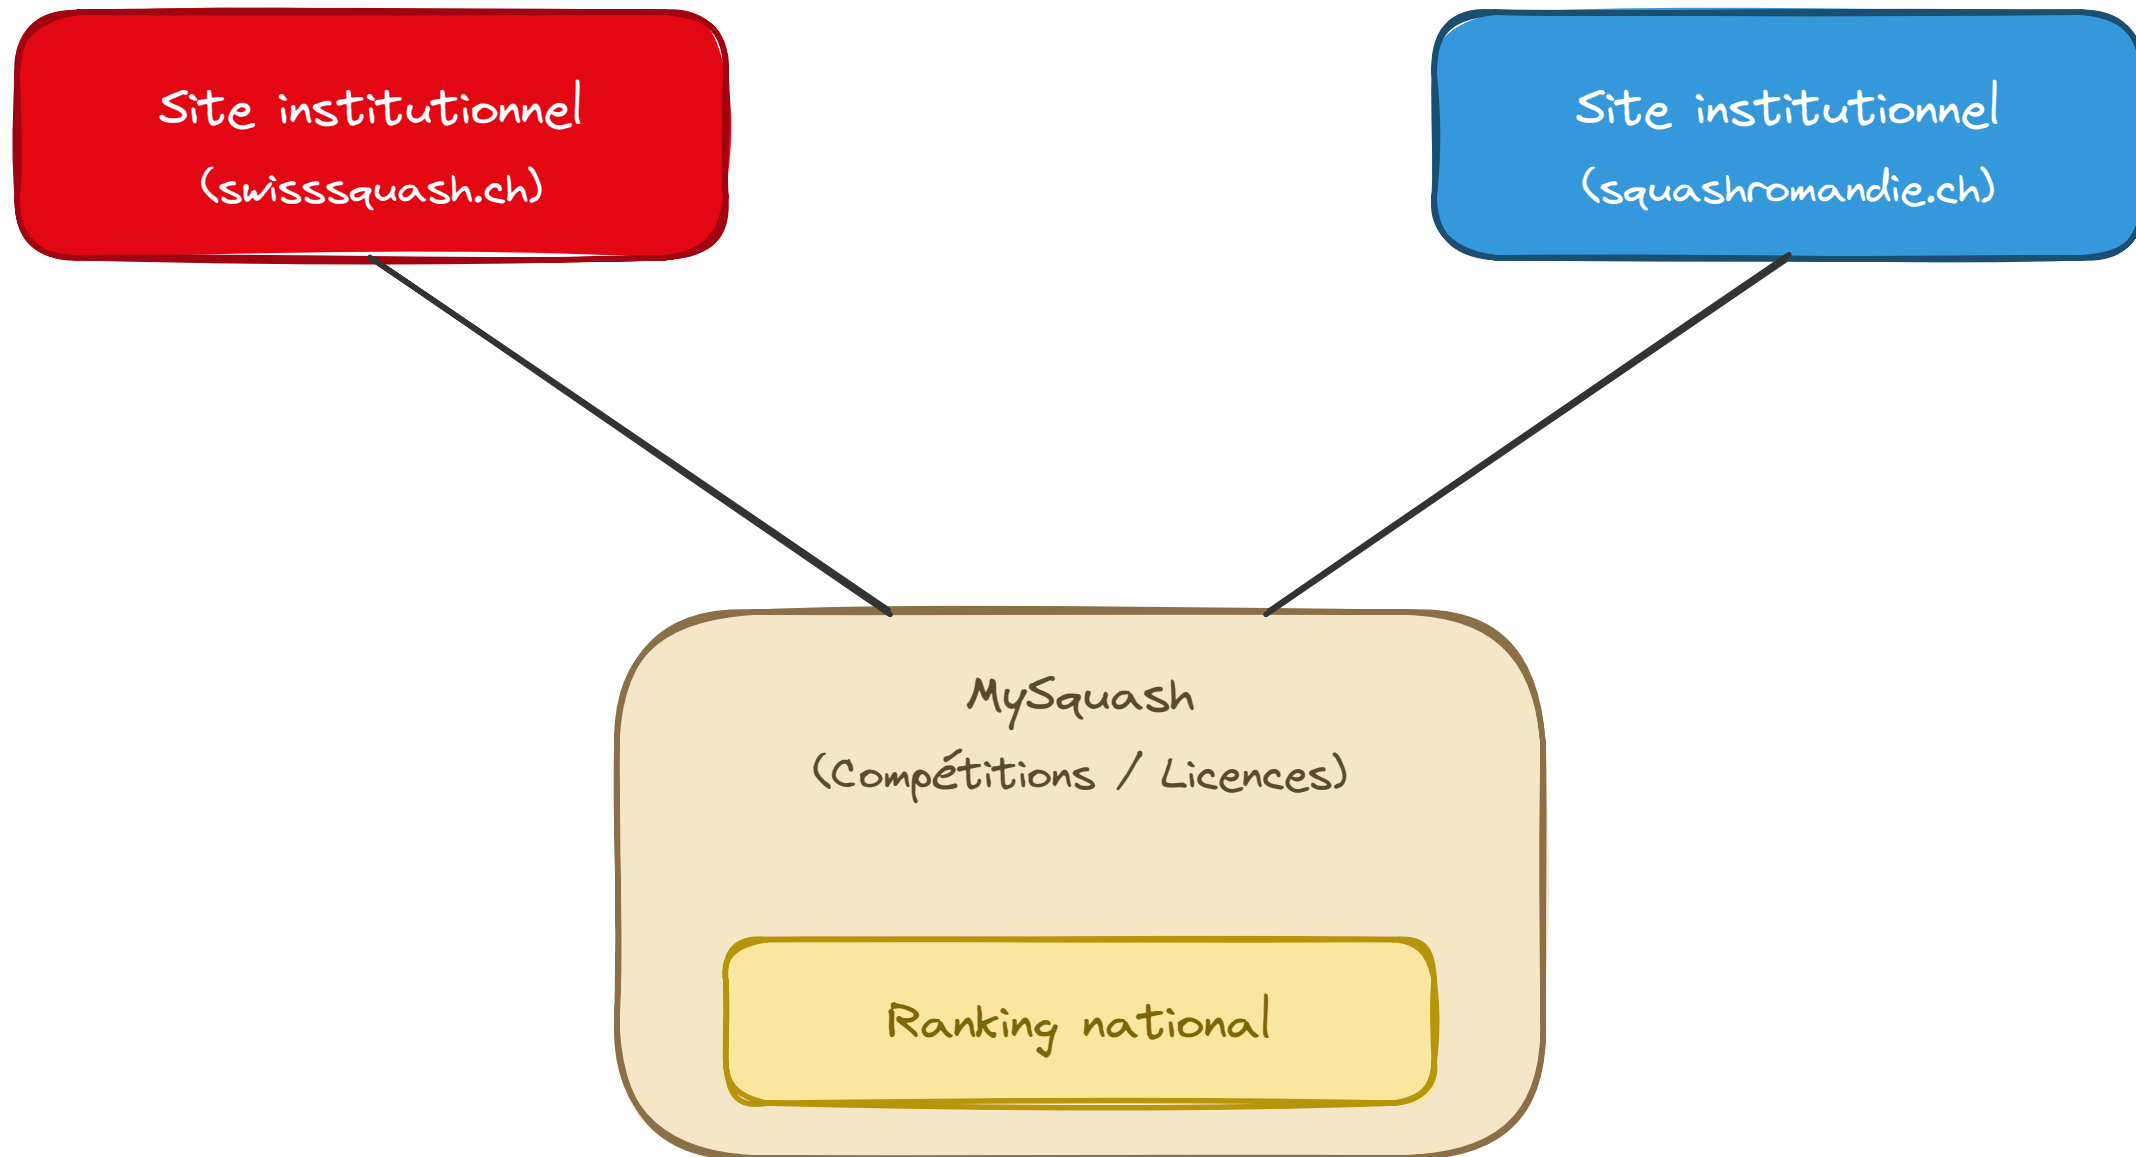 Site institutionnel
(swisssquash.ch)
Site institutionnel
(squashromandie.ch)
MySquash
(Compétitions / Licences)
Ranking national